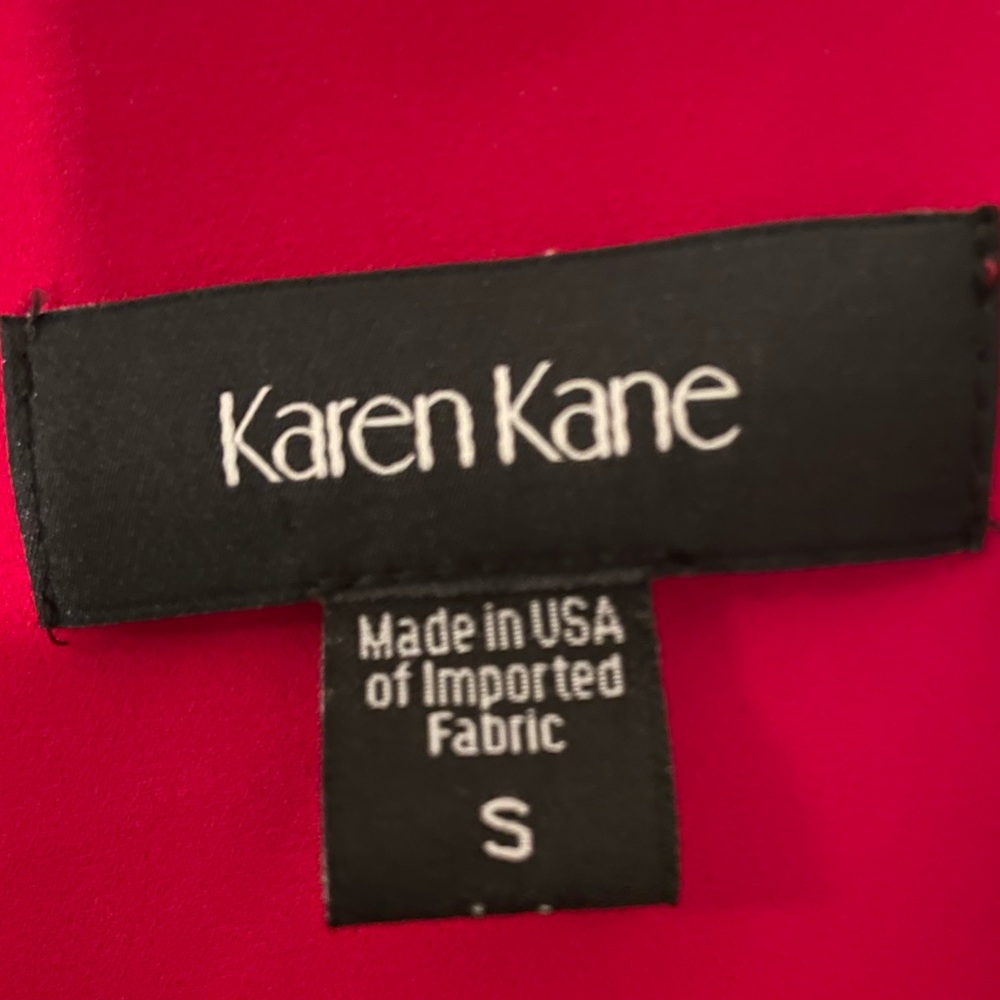 Karen Kane
Made in USA
of Imported
Fabric
S